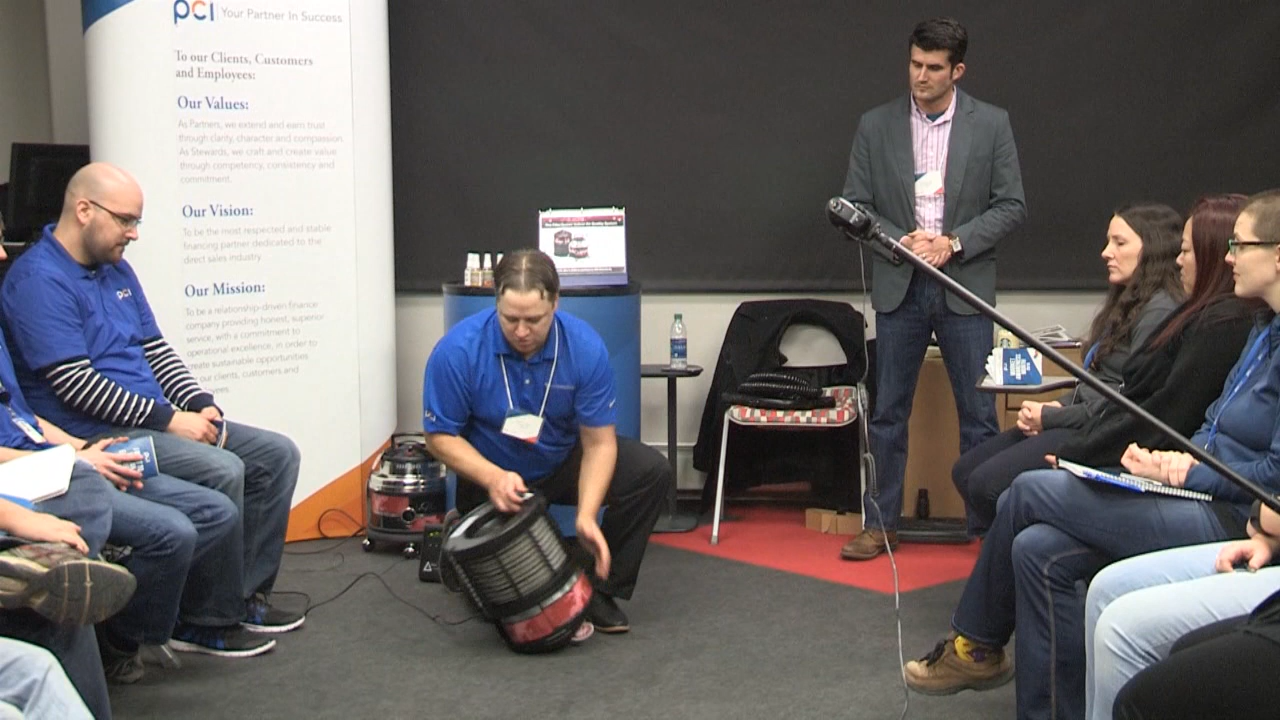 pci Your Partner In Success
To our Clients, Customers
and Employees:
Our Values:
As Partners, we extend and earn trust
through clarity, character and compassion.
As Stewards, we craft and create value
through competency, consistency and
commitment.
Our Vision:
To be the most respected and stable
financing partner dedicated to the
direct sales industry.
Our Mission:
To be a relationship-driven finance
company providing honest, superior
service, with a commitment to
operational excellence, in order to
create sustainable opportunities
our clients, customers and
pci